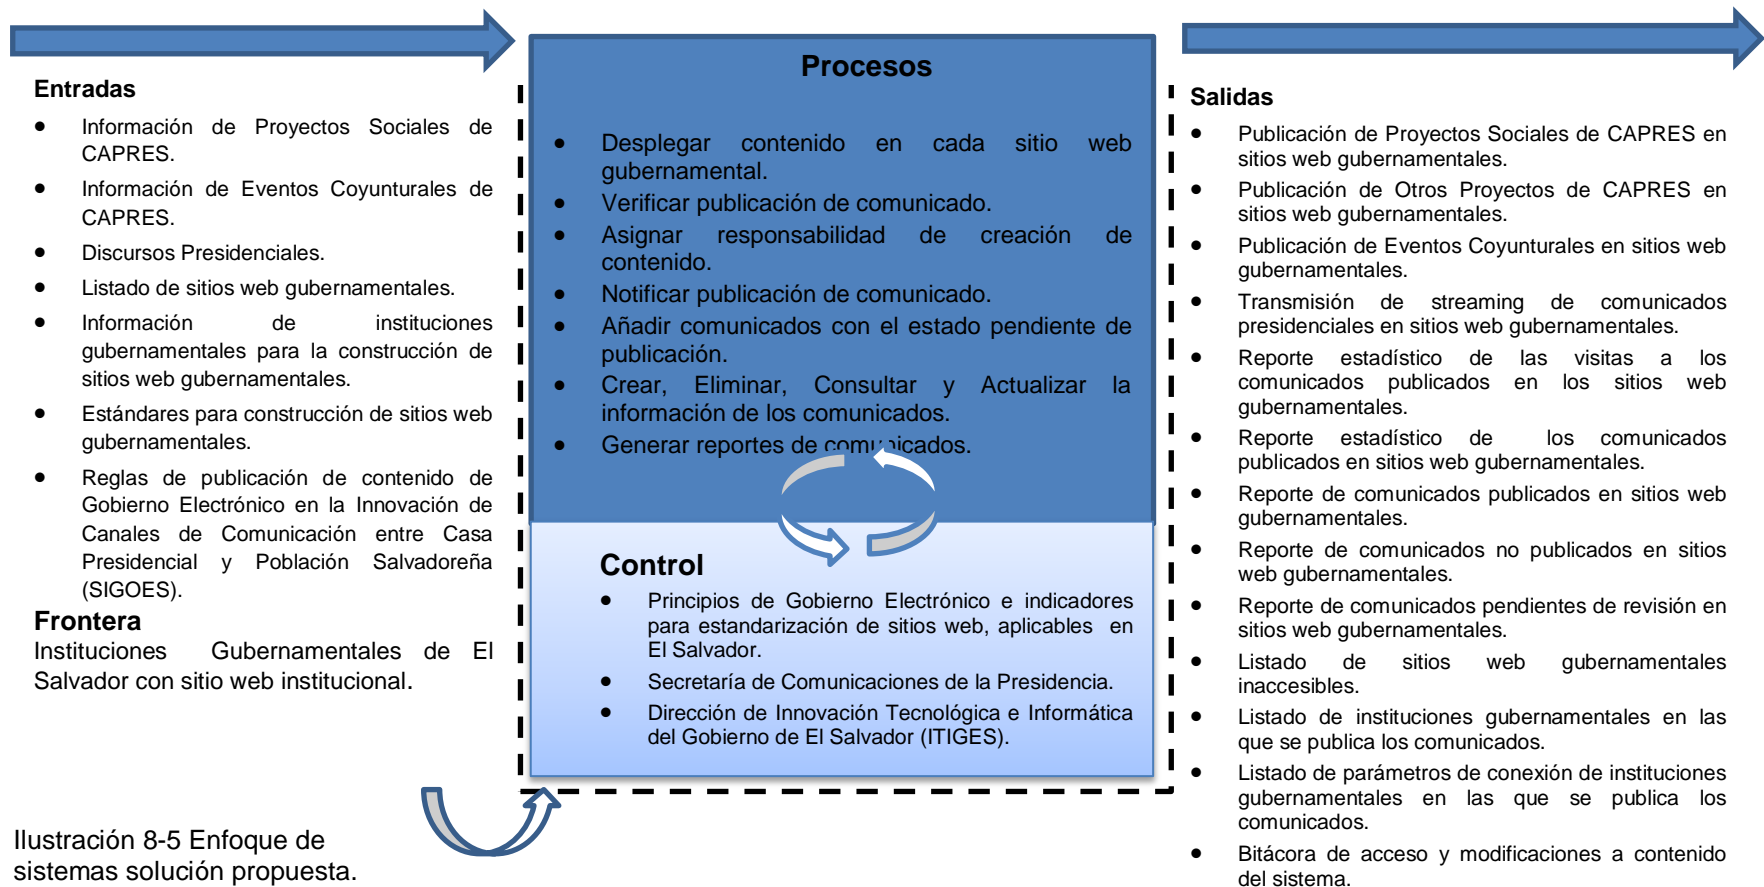 Entradas
• Información de Proyectos Sociales de
CAPRES.
• Información de Eventos Coyunturales de
CAPRES.
• Discursos Presidenciales.
• Listado de sitios web gubernamentales.
• Información de instituciones
gubernamentales para la construcción de
sitios web gubernamentales.
• Estándares para construcción de sitios web
gubernamentales.
• Reglas de publicación de contenido de
Gobierno Electrónico en la Innovación de
Canales de Comunicación entre Casa
Presidencial y Población Salvadoreña
(SIGOES).
Frontera
Instituciones Gubernamentales de El
Salvador con sitio web institucional.
Procesos
• Desplegar contenido en cada sitio web
gubernamental.
• Verificar publicación de comunicado.
• Asignar responsabilidad de creación de
contenido.
• Notificar publicación de comunicado.
• Añadir comunicados con el estado pendiente de
publicación.
• Crear, Eliminar, Consultar y Actualizar la
información de los comunicados.
• Generar reportes de comunicados.
Control
• Principios de Gobierno Electrónico e indicadores
para estandarización de sitios web, aplicables en
El Salvador.
• Secretaría de Comunicaciones de la Presidencia.
• Dirección de Innovación Tecnológica e Informática
del Gobierno de El Salvador (ITIGES).
Salidas
• Publicación de Proyectos Sociales de CAPRES en
sitios web gubernamentales.
• Publicación de Otros Proyectos de CAPRES en
sitios web gubernamentales.
• Publicación de Eventos Coyunturales en sitios web
gubernamentales.
• Transmisión de streaming de comunicados
presidenciales en sitios web gubernamentales.
• Reporte estadístico de las visitas a los
comunicados publicados en los sitios web
gubernamentales.
• Reporte estadístico de los comunicados
publicados en sitios web gubernamentales.
• Reporte de comunicados publicados en sitios web
gubernamentales.
• Reporte de comunicados no publicados en sitios
web gubernamentales.
• Reporte de comunicados pendientes de revisión en
sitios web gubernamentales.
• Listado de sitios web gubernamentales
inaccesibles.
• Listado de instituciones gubernamentales en las
que se publica los comunicados.
• Listado de parámetros de conexión de instituciones
gubernamentales en las que se publica los
comunicados.
• Bitácora de acceso y modificaciones a contenido
del sistema.
Ilustración 8-5 Enfoque de
sistemas solución propuesta.